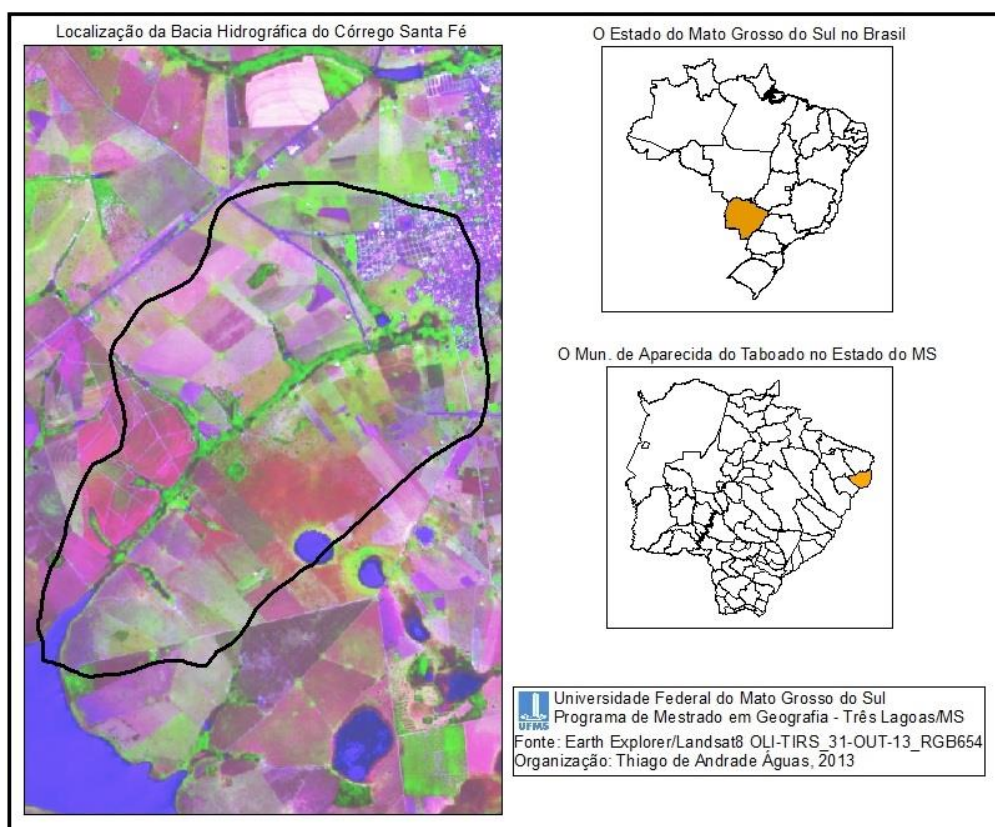 Localização da Bacia Hidrográfica do Córrego Santa Fé
O Estado do Mato Grosso do Sul no Brasil
O Mun. de Aparecida do Taboado no Estado do MS
UFMS
Universidade Federal do Mato Grosso do Sul
Programa de Mestrado em Geografia - Três Lagoas/MS
Fonte: Earth Explorer/Landsat8 OLI-TIRS_31-OUT-13_RGB654
Organização: Thiago de Andrade Águas, 2013